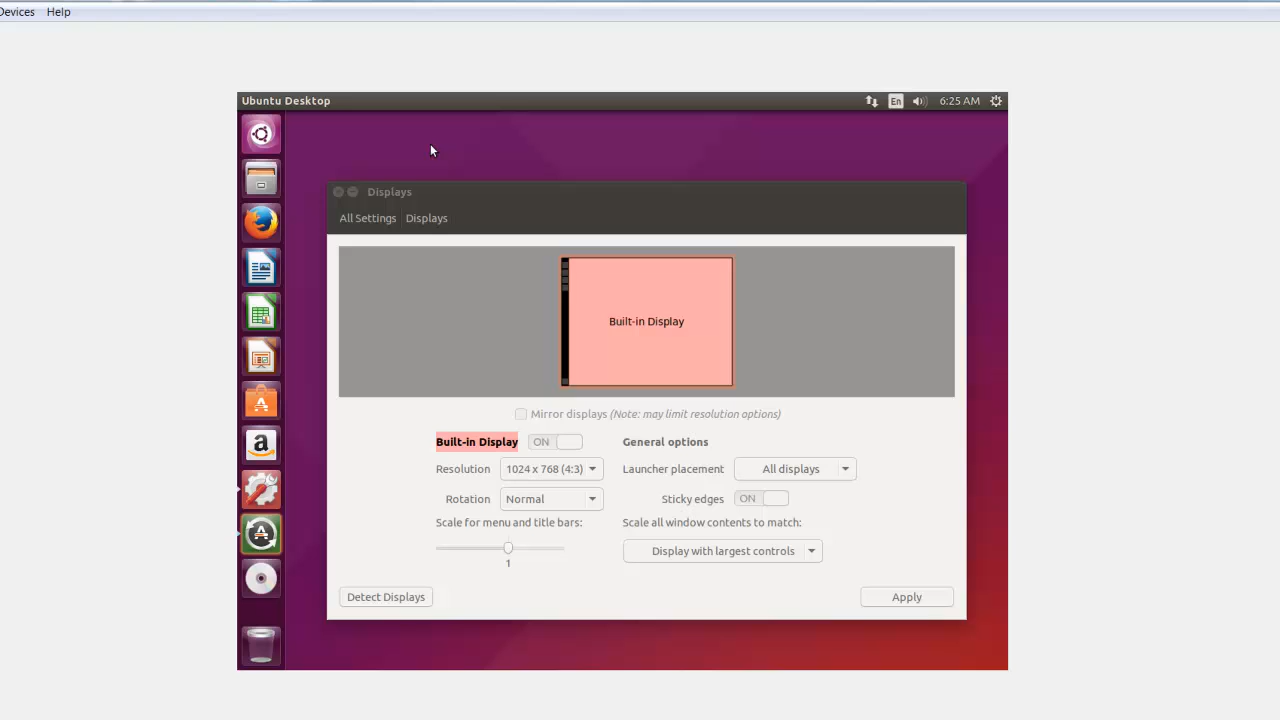 Devices Help
Ubuntu Desktop En 6:25 AM
Displays
All Settings Displays
Built-in Display
Mirror displays (Note: may limit resolution options)
Built-in Display ON General options
Resolution 1024 x 768 (4:3) Launcher placement All displays
Rotation Normal Sticky edges ON
Scale for menu and title bars: Scale all window contents to match:
Display with largest controls
1
Detect Displays Apply